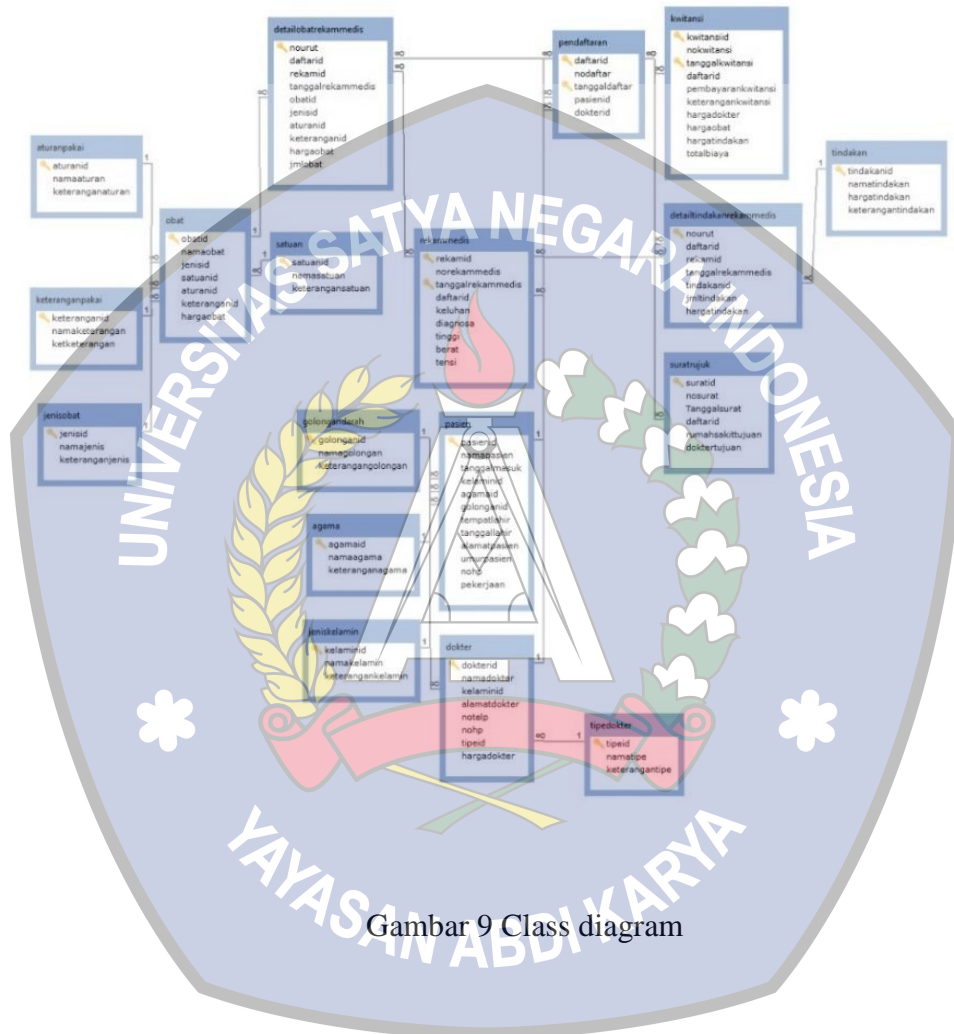 detailobatrekammedis
nourut
daftarid
rekamid
tanggalrekammedis
obatid
jenisid
aturanid
keteranganid
hargaobat
jmlobat
pendaftaran
daftarid
nodaftar
tanggaldaftar
pasienid
dokterid
kwitansi
kwitansiid
nokwitansi
tanggalkwitansi
daftarid
pembayarankwitansi
keterangankwitansi
hargadokter
hargaobat
hargatindakan
totalbiaya
aturanpakai
aturanid
namaaturan
keteranganaturan
tindakan
tindakanid
namatindakan
hargatindakan
keterangantindakan
obat
obatid
namaobat
jenisid
satuanid
aturanid
keteranganid
hargaobat
satuan
satuanid
namasatuan
keterangansatuan
rekammedis
rekamid
norekammedis
tanggalrekammedis
daftarid
keluhan
diagnosa
tinggi
berat
tensi
detailtindakanrekammedis
nourut
daftarid
rekamid
tanggalrekammedis
tindakanid
jmltindakan
hargatindakan
keteranganpakai
keteranganid
namaketerangan
ketketerangan
suratrujuk
suratid
nosurat
Tanggalsurat
daftarid
rumahsakittujuan
doktertujuan
jenisobat
jenisid
namajenis
keteranganjenis
golongandarah
golonganid
namagolongan
Keterangangolongan
pasien
pasienid
namapasien
tanggalmasuk
kelaminid
agamaid
golonganid
tempatlahir
tanggallahir
alamatpasien
umurpasien
nohp
pekerjaan
agama
agamaid
namaagama
keteranganagama
jeniskelamin
kelaminid
namakelamin
keterangankelamin
dokter
dokterid
namadokter
kelaminid
alamatdokter
notelp
nohp
tipeid
hargadokter
tipedokter
tipeid
namatipe
keterangantipe
UNIVERSITAS SATYA NEGARA INDONESIA
YAYASAN ABDI KARYA
Gambar 9 Class diagram